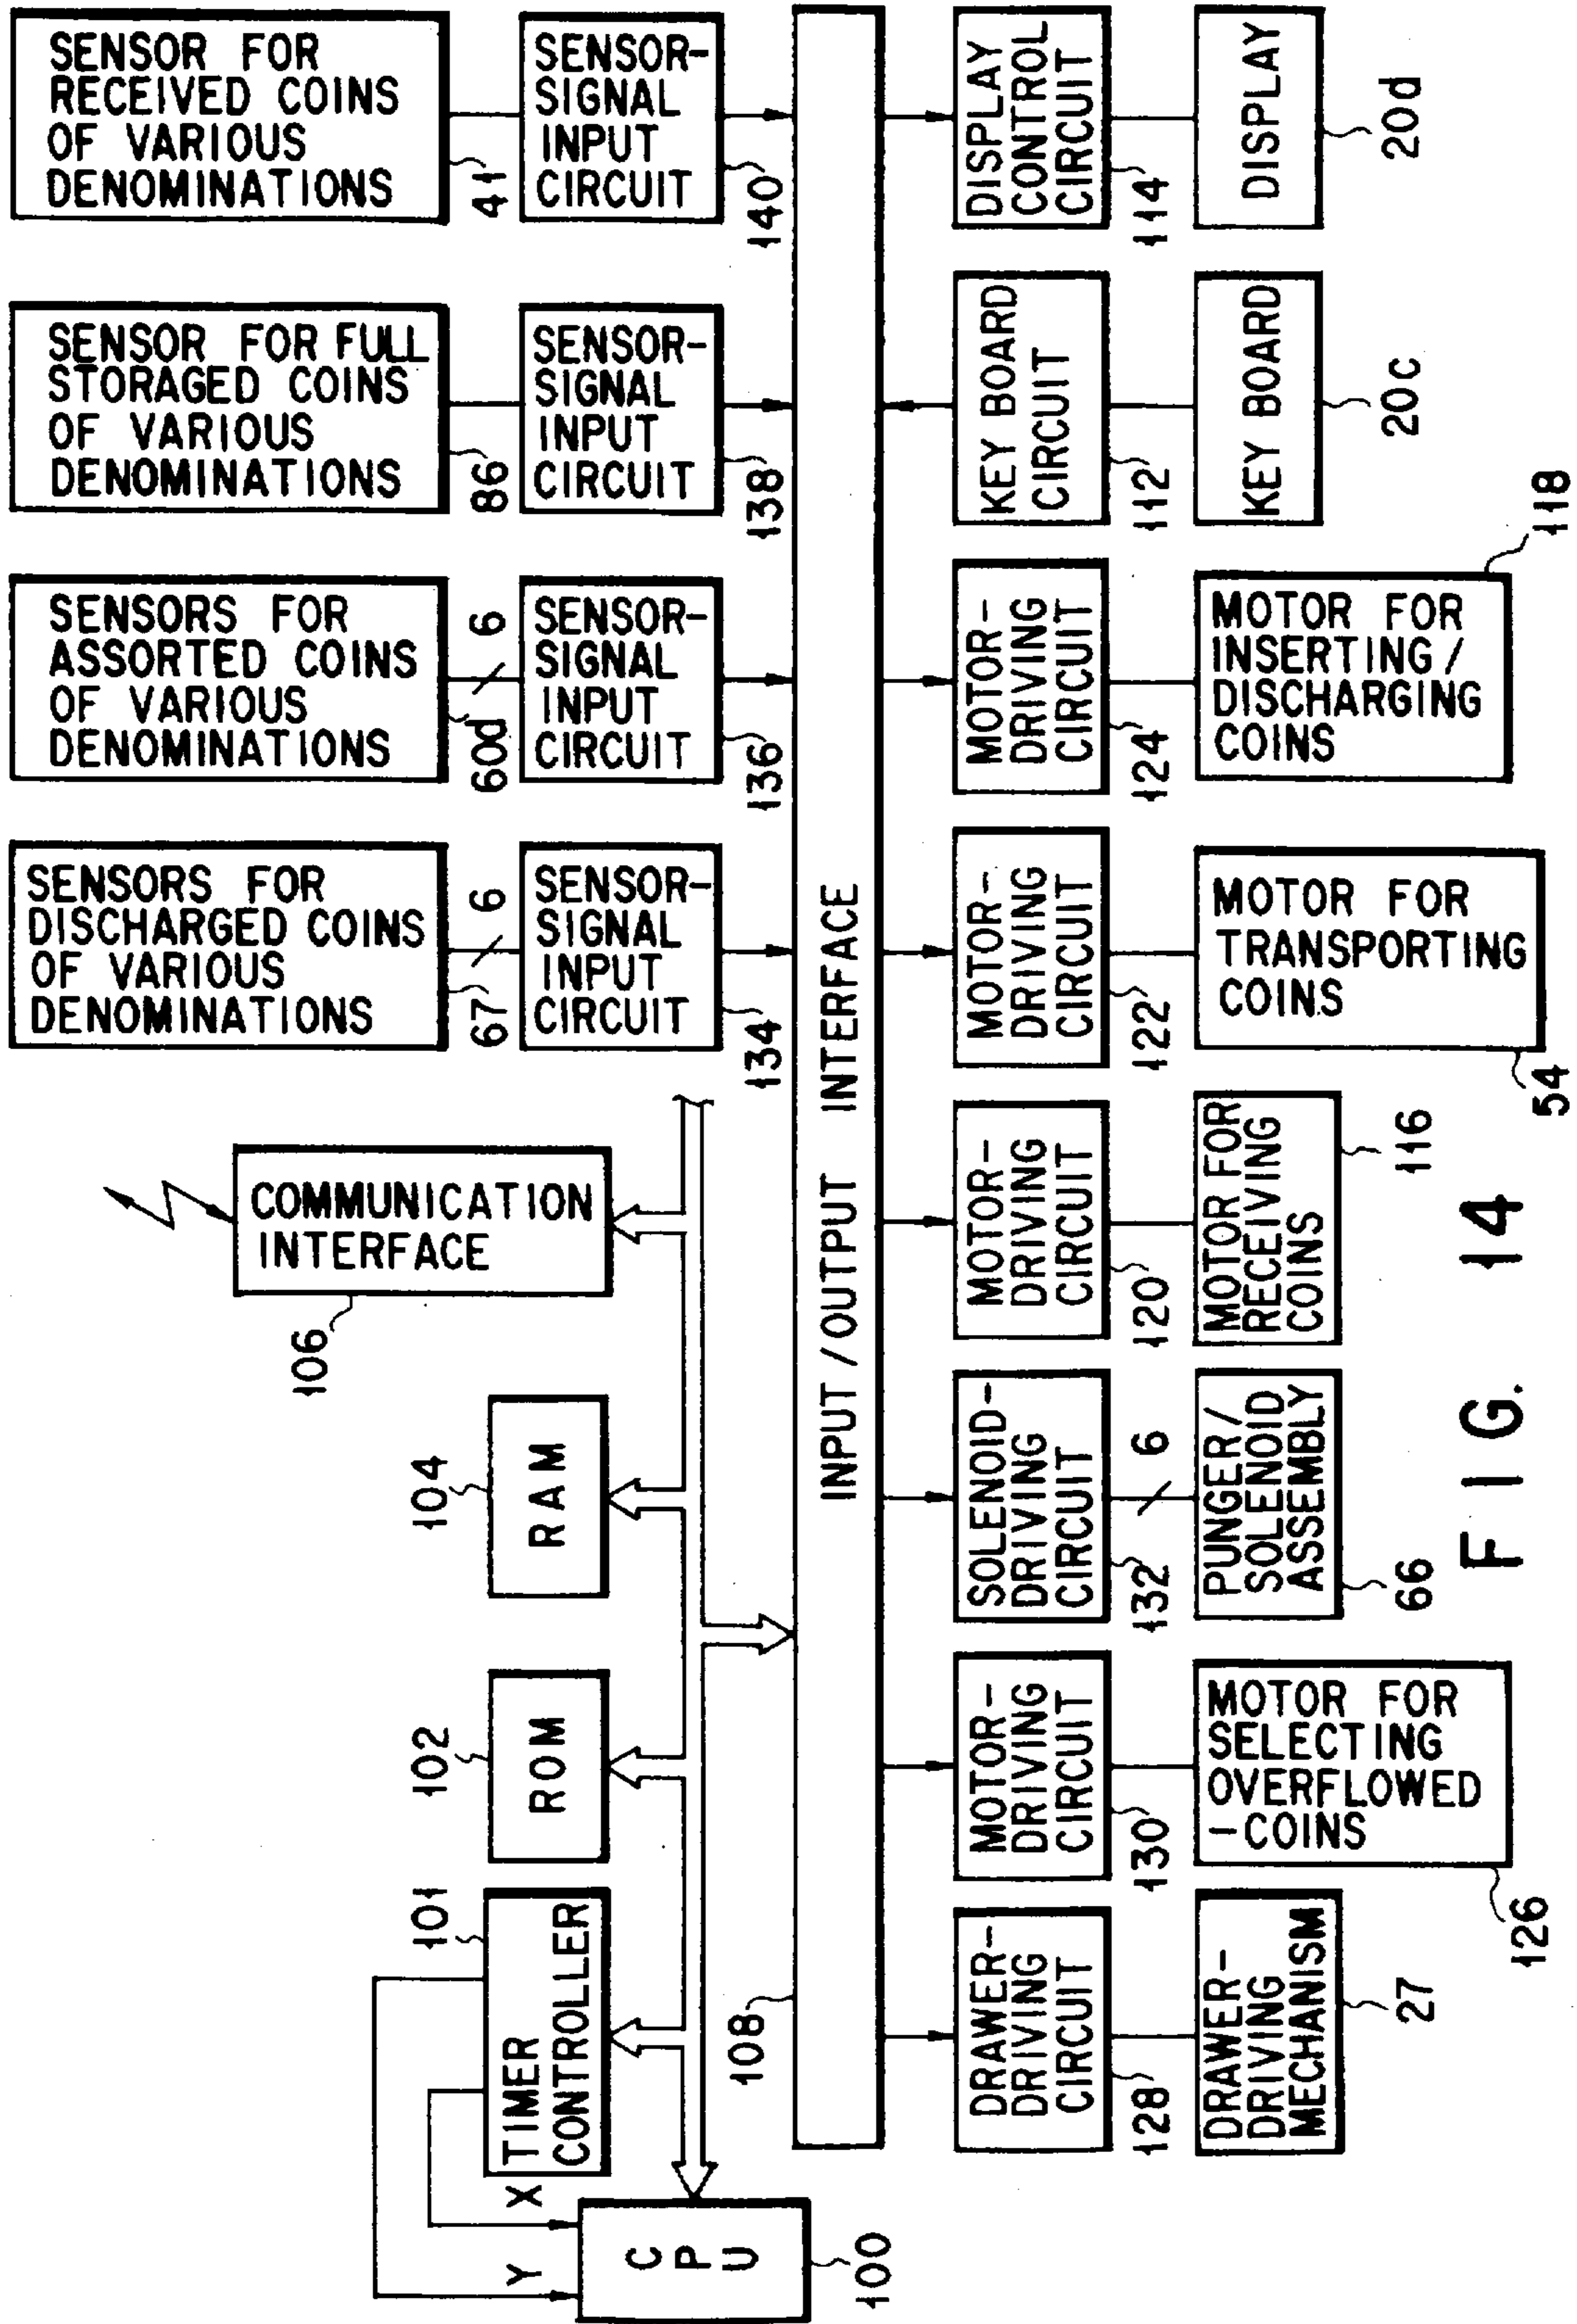 SENSOR FOR
RECEIVED COINS
OF VARIOUS
DENOMINATIONS
41
SENSOR-
SIGNAL
INPUT
CIRCUIT
140
SENSOR FOR FULL
STORAGED COINS
OF VARIOUS
DENOMINATIONS
86
SENSOR-
SIGNAL
INPUT
CIRCUIT
138
SENSORS FOR
ASSORTED COINS
OF VARIOUS
DENOMINATIONS
60d
6
SENSOR-
SIGNAL
INPUT
CIRCUIT
136
SENSORS FOR
DISCHARGED COINS
OF VARIOUS
DENOMINATIONS
67
6
SENSOR-
SIGNAL
INPUT
CIRCUIT
134
COMMUNICATION
INTERFACE
106
RAM
104
ROM
102
TIMER
CONTROLLER
101
X
Y
CPU
100
INPUT/OUTPUT INTERFACE
108
DISPLAY
CONTROL
CIRCUIT
114
DISPLAY
20d
KEY BOARD
CIRCUIT
112
KEY BOARD
20c
MOTOR-
DRIVING
CIRCUIT
124
MOTOR FOR
INSERTING/
DISCHARGING
COINS
118
MOTOR-
DRIVING
CIRCUIT
122
MOTOR FOR
TRANSPORTING
COINS
54
MOTOR-
DRIVING
CIRCUIT
120
MOTOR FOR
RECEIVING
COINS
116
SOLENOID-
DRIVING
CIRCUIT
132
6
PUNGER/
SOLENOID
ASSEMBLY
66
MOTOR-
DRIVING
CIRCUIT
130
MOTOR FOR
SELECTING
OVERFLOWED
-COINS
126
DRAWER-
DRIVING
CIRCUIT
128
DRAWER-
DRIVING
MECHANISM
27
FIG. 14